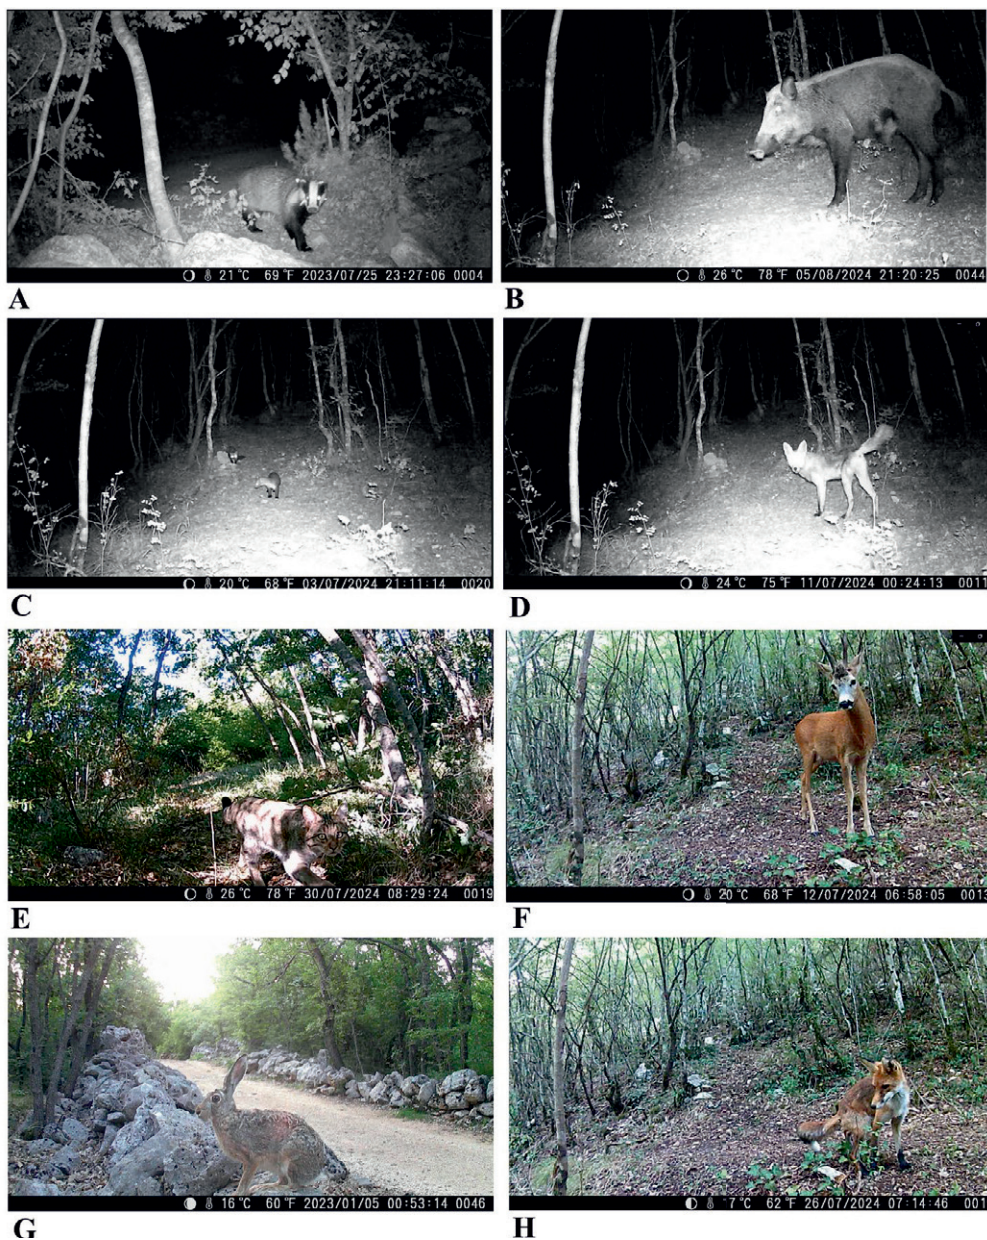 21 °C 69 °F 2023/07/25 23:27:06 0004
A
26 °C 78 °F 05/08/2024 21:20:25 0044
B
20 °C 68 °F 03/07/2024 21:11:14 0020
C
24 °C 75 °F 11/07/2024 00:24:13 0011
D
26 °C 78 °F 30/07/2024 08:29:24 0019
E
20 °C 68 °F 12/07/2024 06:58:05 0013
F
16 °C 60 °F 2023/01/05 00:53:14 0046
G
7 °C 62 °F 26/07/2024 07:14:46 001
H